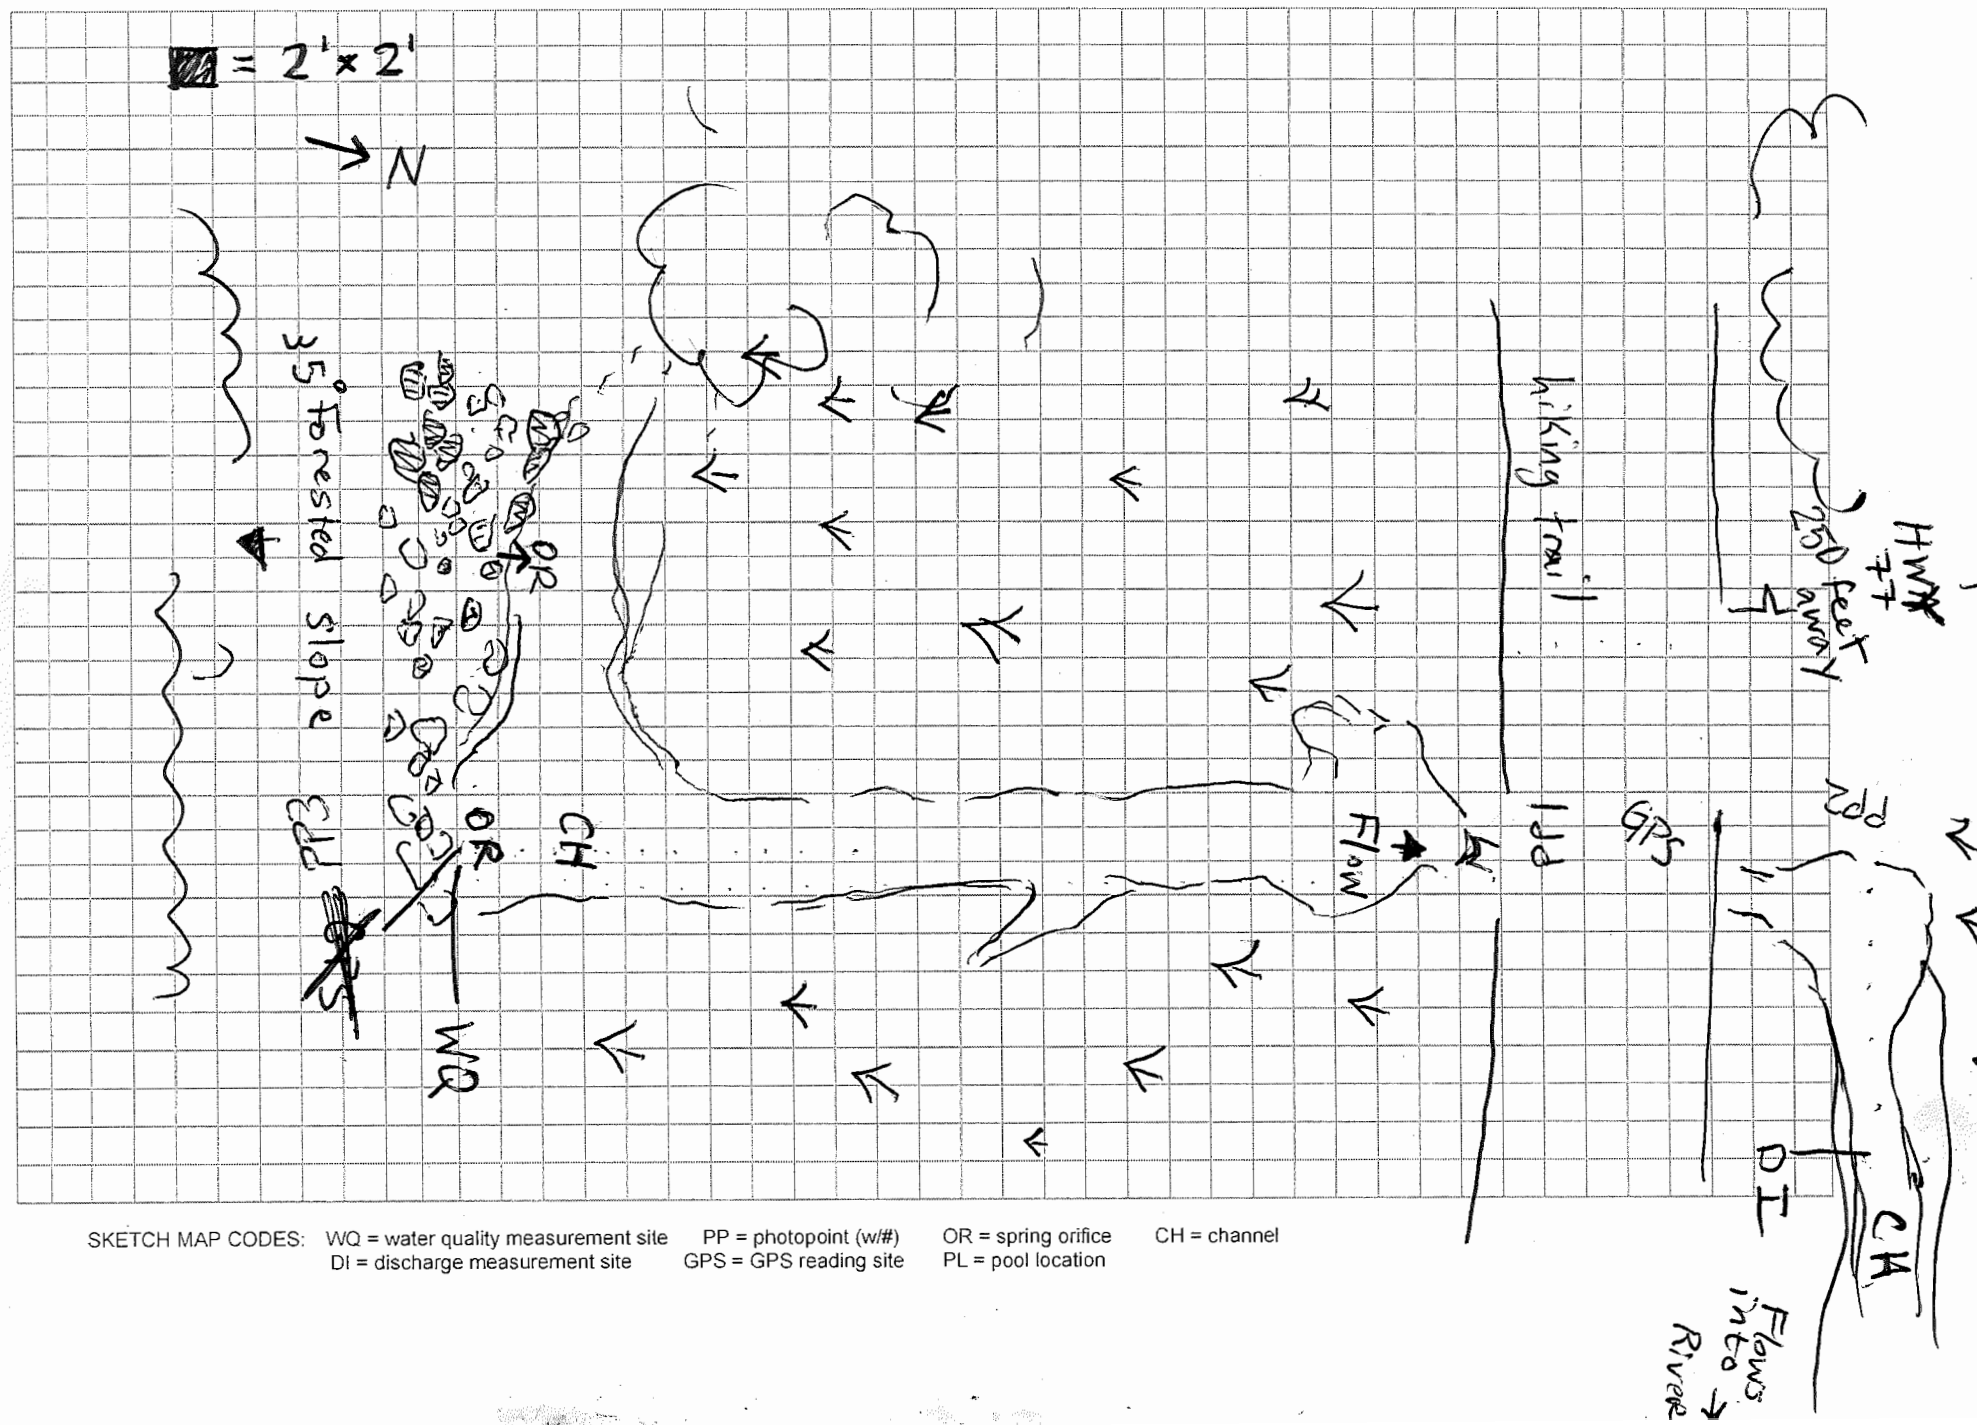 = 2' x 2'
N
35° Forested slope
OR
hiking trail
HWY 77
250 feet away
PP2
GPS
PP1
Flow
CH
OR
PP3
WQ
DI
CH
Flows into → River
SKETCH MAP CODES: WQ = water quality measurement site PP = photopoint (w/#) OR = spring orifice CH = channel
DI = discharge measurement site GPS = GPS reading site PL = pool location